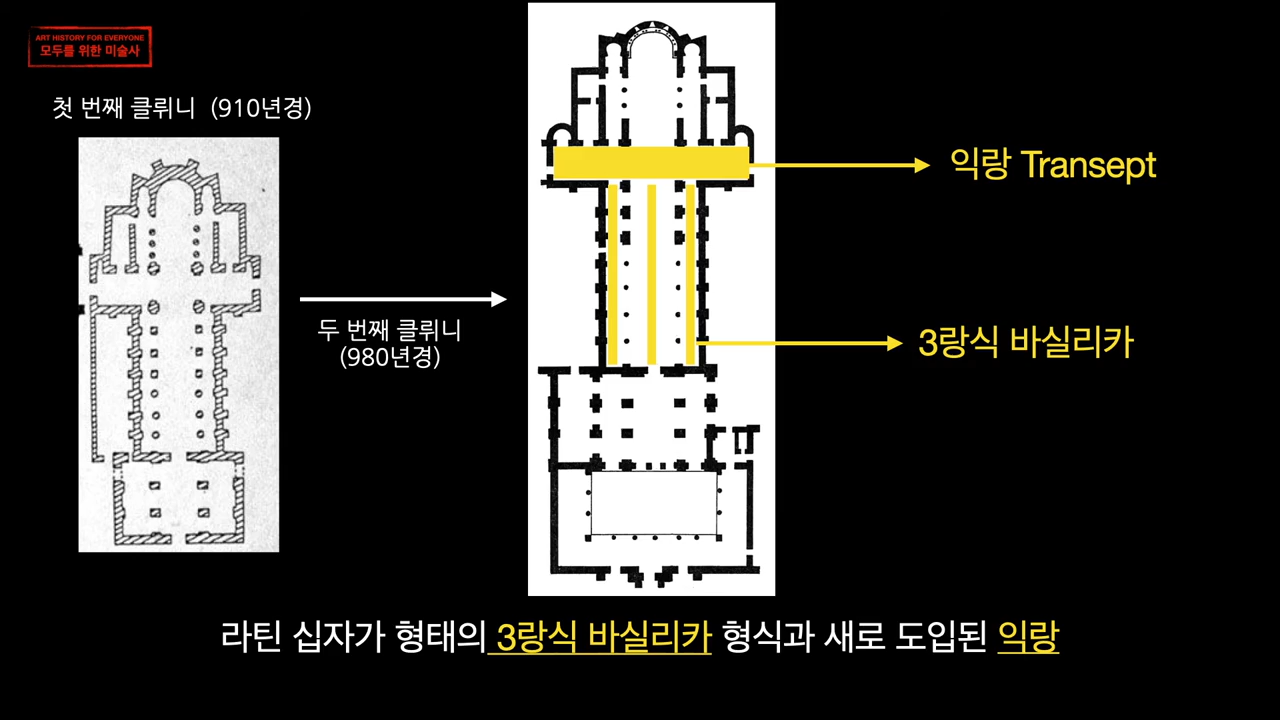 ART HISTORY FOR EVERYONE
모두를 위한 미술사
첫 번째 클뤼니 (910년경)
두 번째 클뤼니
(980년경)
익랑 Transept
3랑식 바실리카
라틴 십자가 형태의 3랑식 바실리카 형식과 새로 도입된 익랑